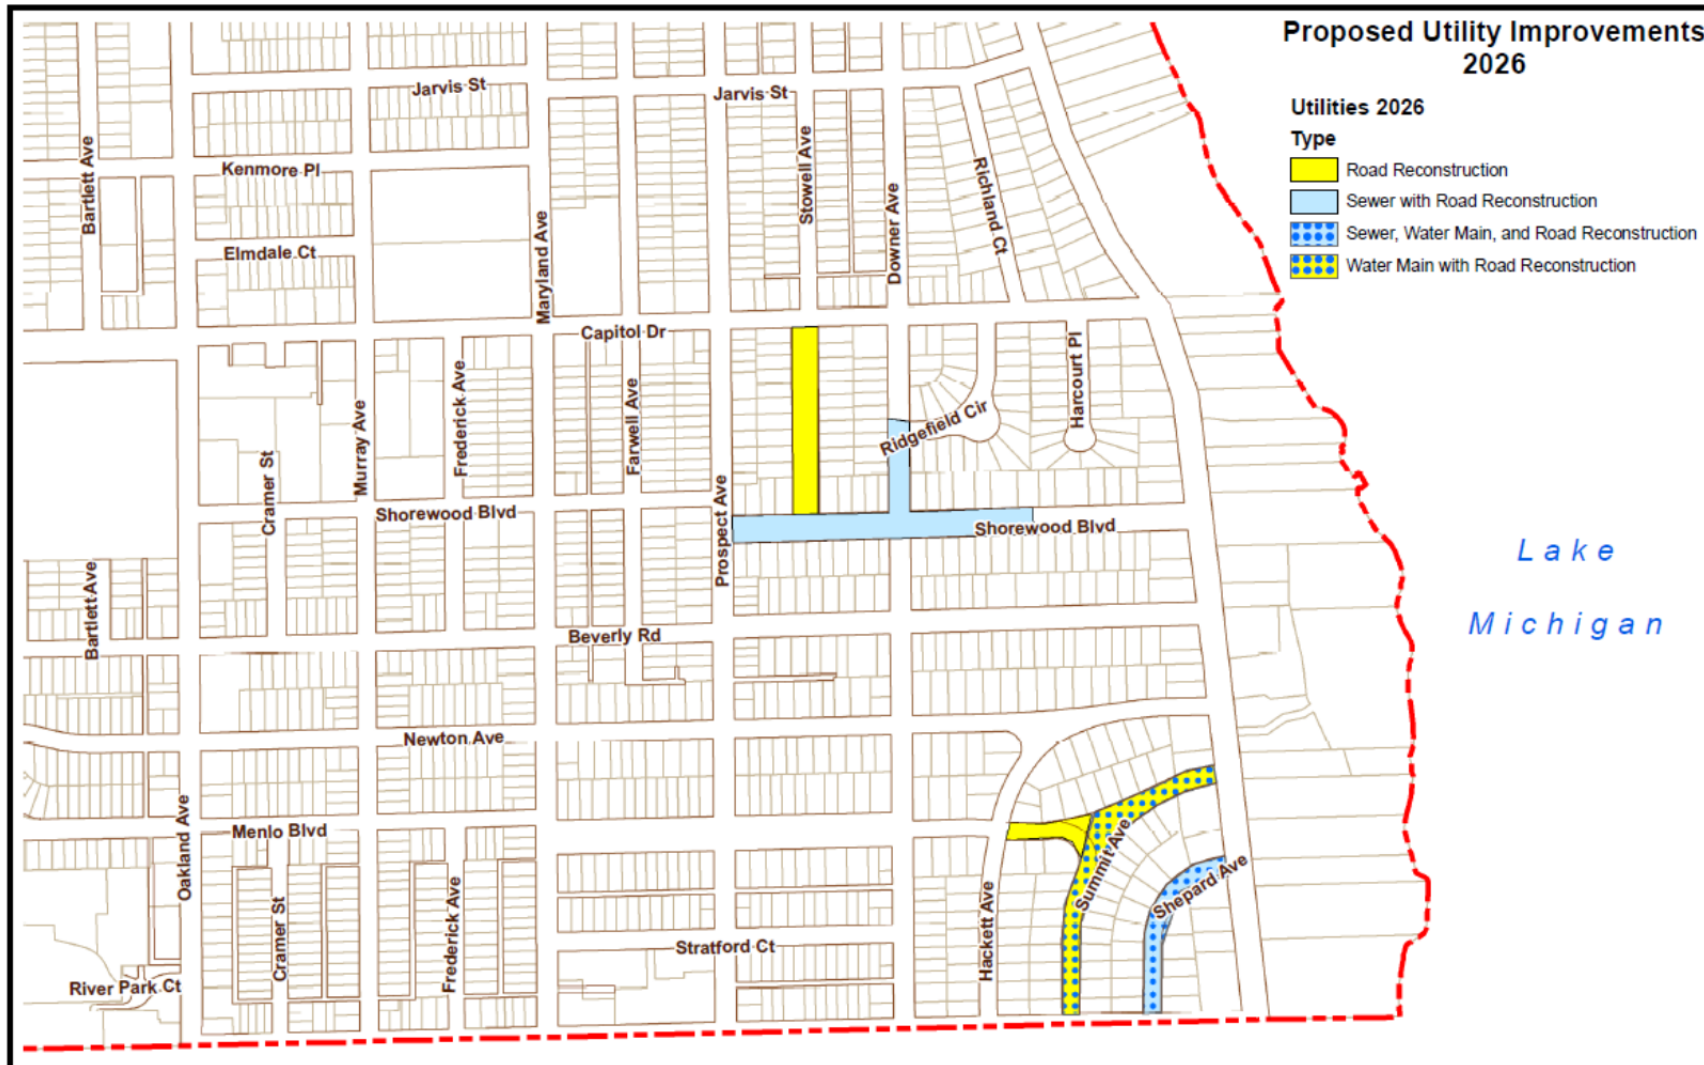 Proposed Utility Improvements
2026
Utilities 2026
Type
Road Reconstruction
Sewer with Road Reconstruction
Sewer, Water Main, and Road Reconstruction
Water Main with Road Reconstruction
Jarvis St
Jarvis St
Bartlett Ave
Kenmore Pl
Stowell Ave
Richland Ct
Downer Ave
Maryland Ave
Elmdale Ct
Capitol Dr
Harcourt Pl
Ridgefield Cir
Frederick Ave
Farwell Ave
Murray Ave
Cramer St
Prospect Ave
Shorewood Blvd
Shorewood Blvd
Lake
Michigan
Bartlett Ave
Beverly Rd
Newton Ave
Oakland Ave
Menlo Blvd
Summit Ave
Shepard Ave
Cramer St
Frederick Ave
Hackett Ave
Stratford Ct
River Park Ct